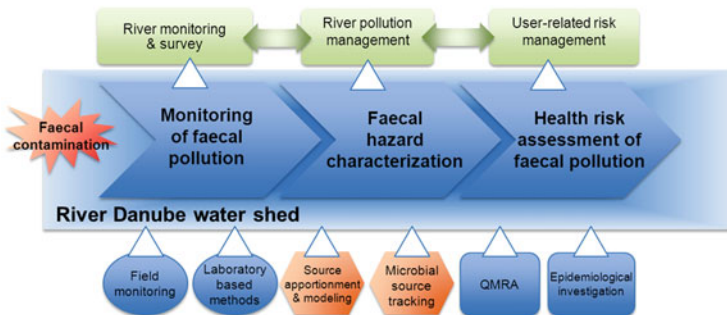 River monitoring
& survey
River pollution
management
User-related risk
management
Faecal
contamination
Monitoring
of faecal
pollution
Faecal
hazard
characterization
Health risk
assessment of
faecal pollution
River Danube water shed
Field
monitoring
Laboratory
based
methods
Source
apportionment
& modeling
Microbial
source
tracking
QMRA
Epidemiological
investigation